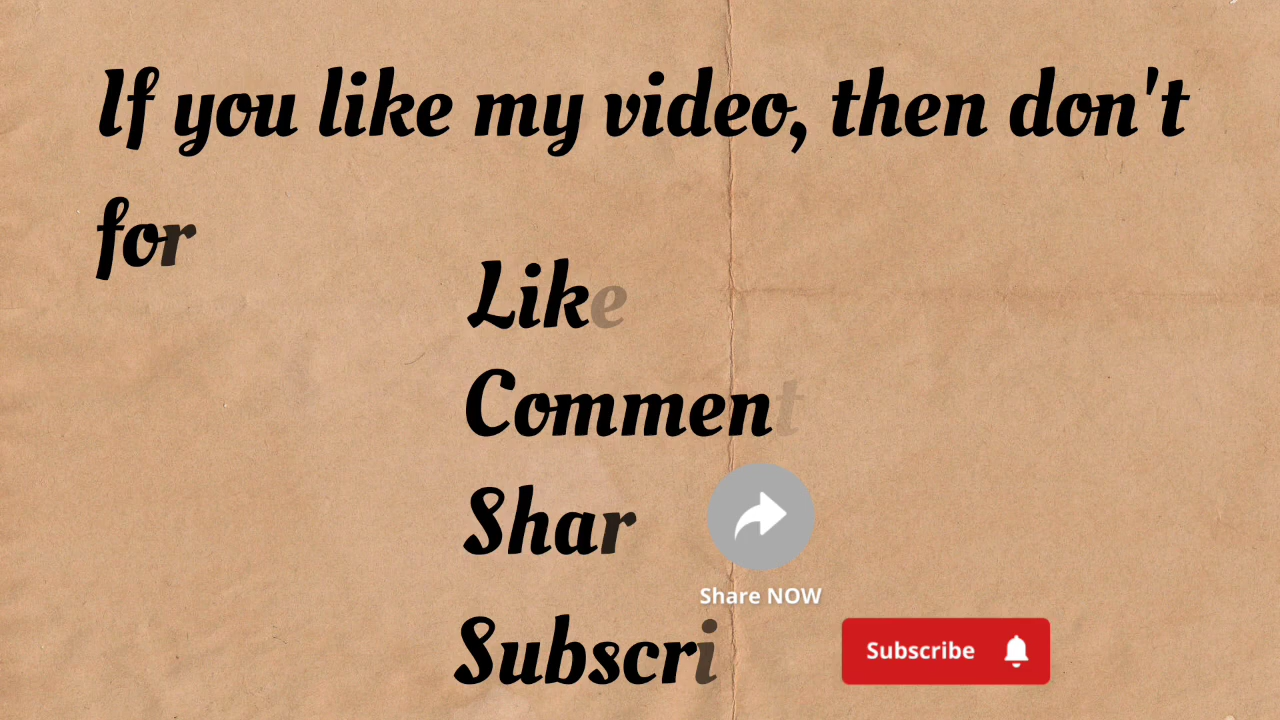 If you like my video, then don't
for
Like
Comment
Shar
Share NOW
Subscri
Subscribe